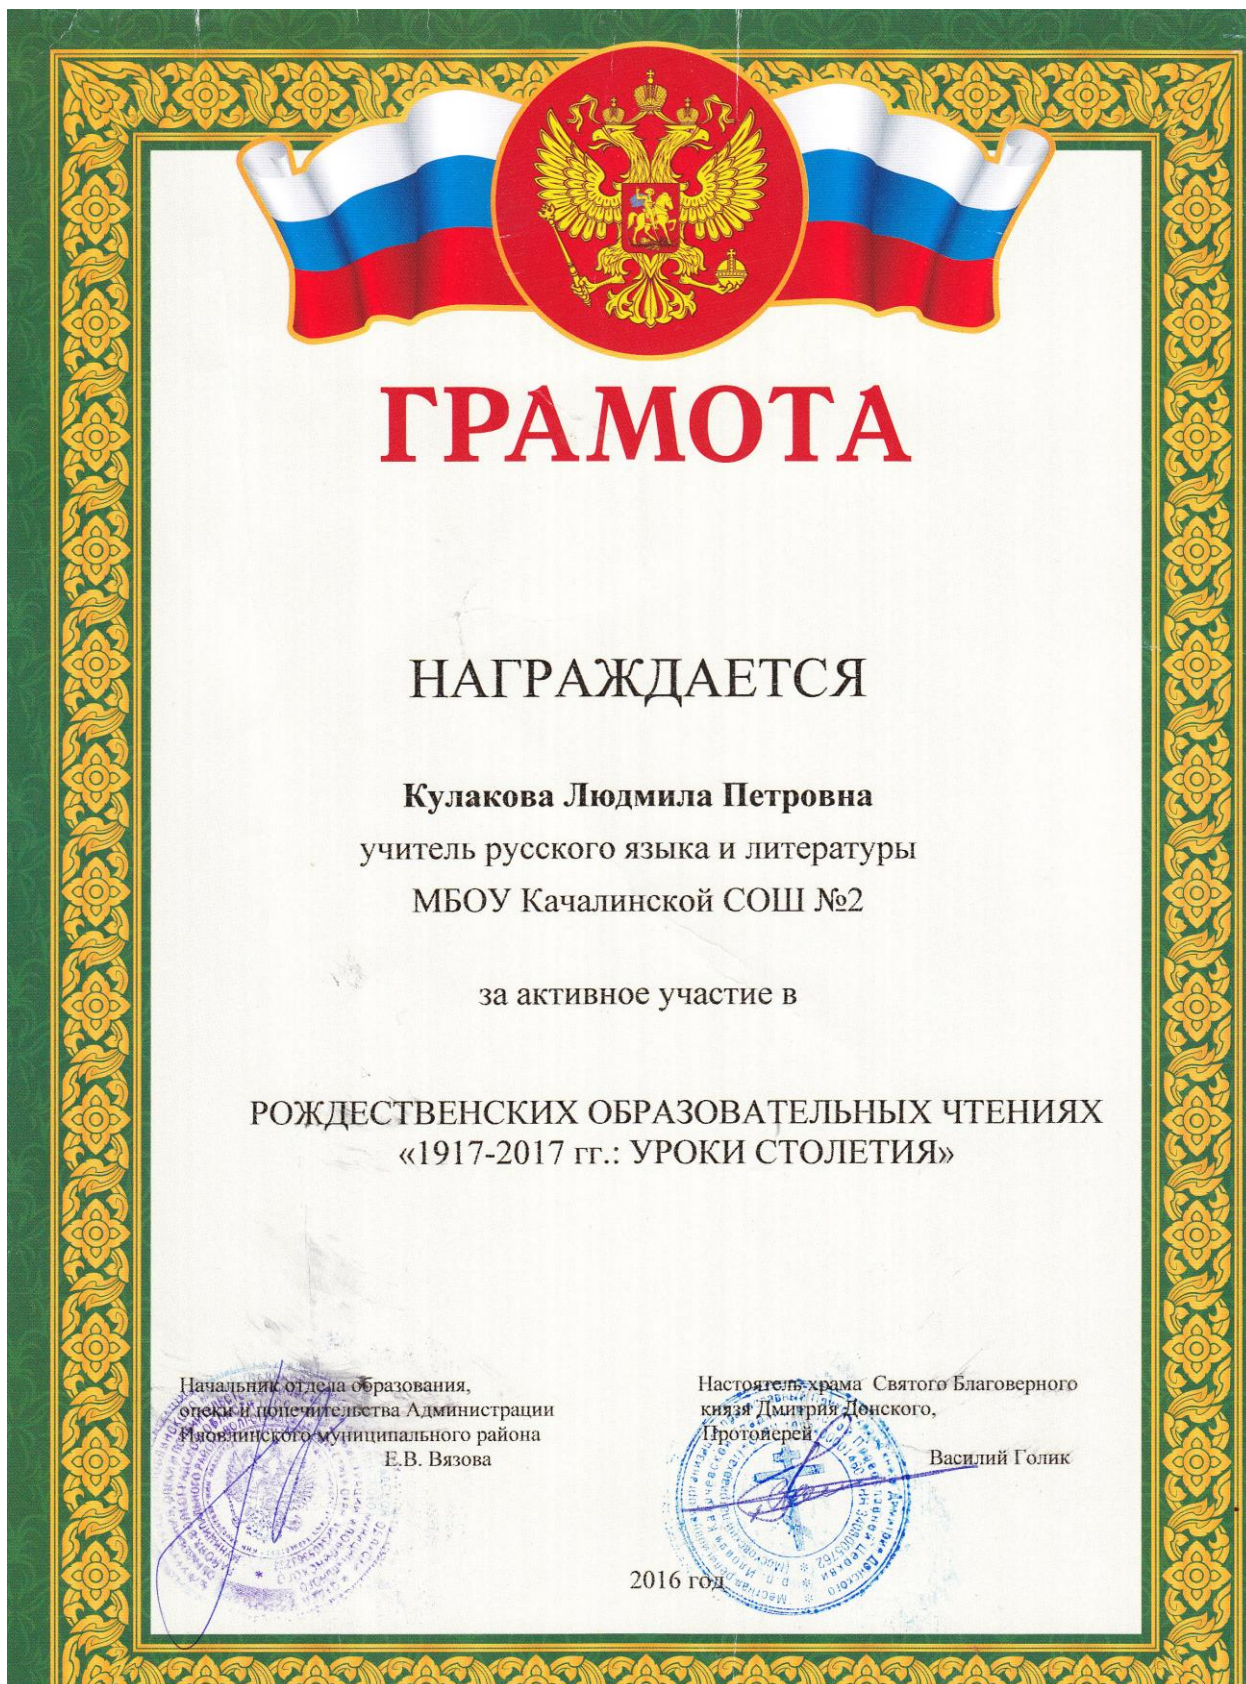 ГРАМОТА
НАГРАЖДАЕТСЯ
Кулакова Людмила Петровна
учитель русского языка и литературы
МБОУ Качалинской СОШ №2
за активное участие в
РОЖДЕСТВЕНСКИХ ОБРАЗОВАТЕЛЬНЫХ ЧТЕНИЯХ
«1917-2017 гг.: УРОКИ СТОЛЕТИЯ»
Начальник отдела образования,
опеки и попечительства Администрации
Иловлинского муниципального района
Е.В. Вязова
Настоятель храма Святого Благоверного
князя Дмитрия Донского,
Протоиерей
Василий Голик
2016 год